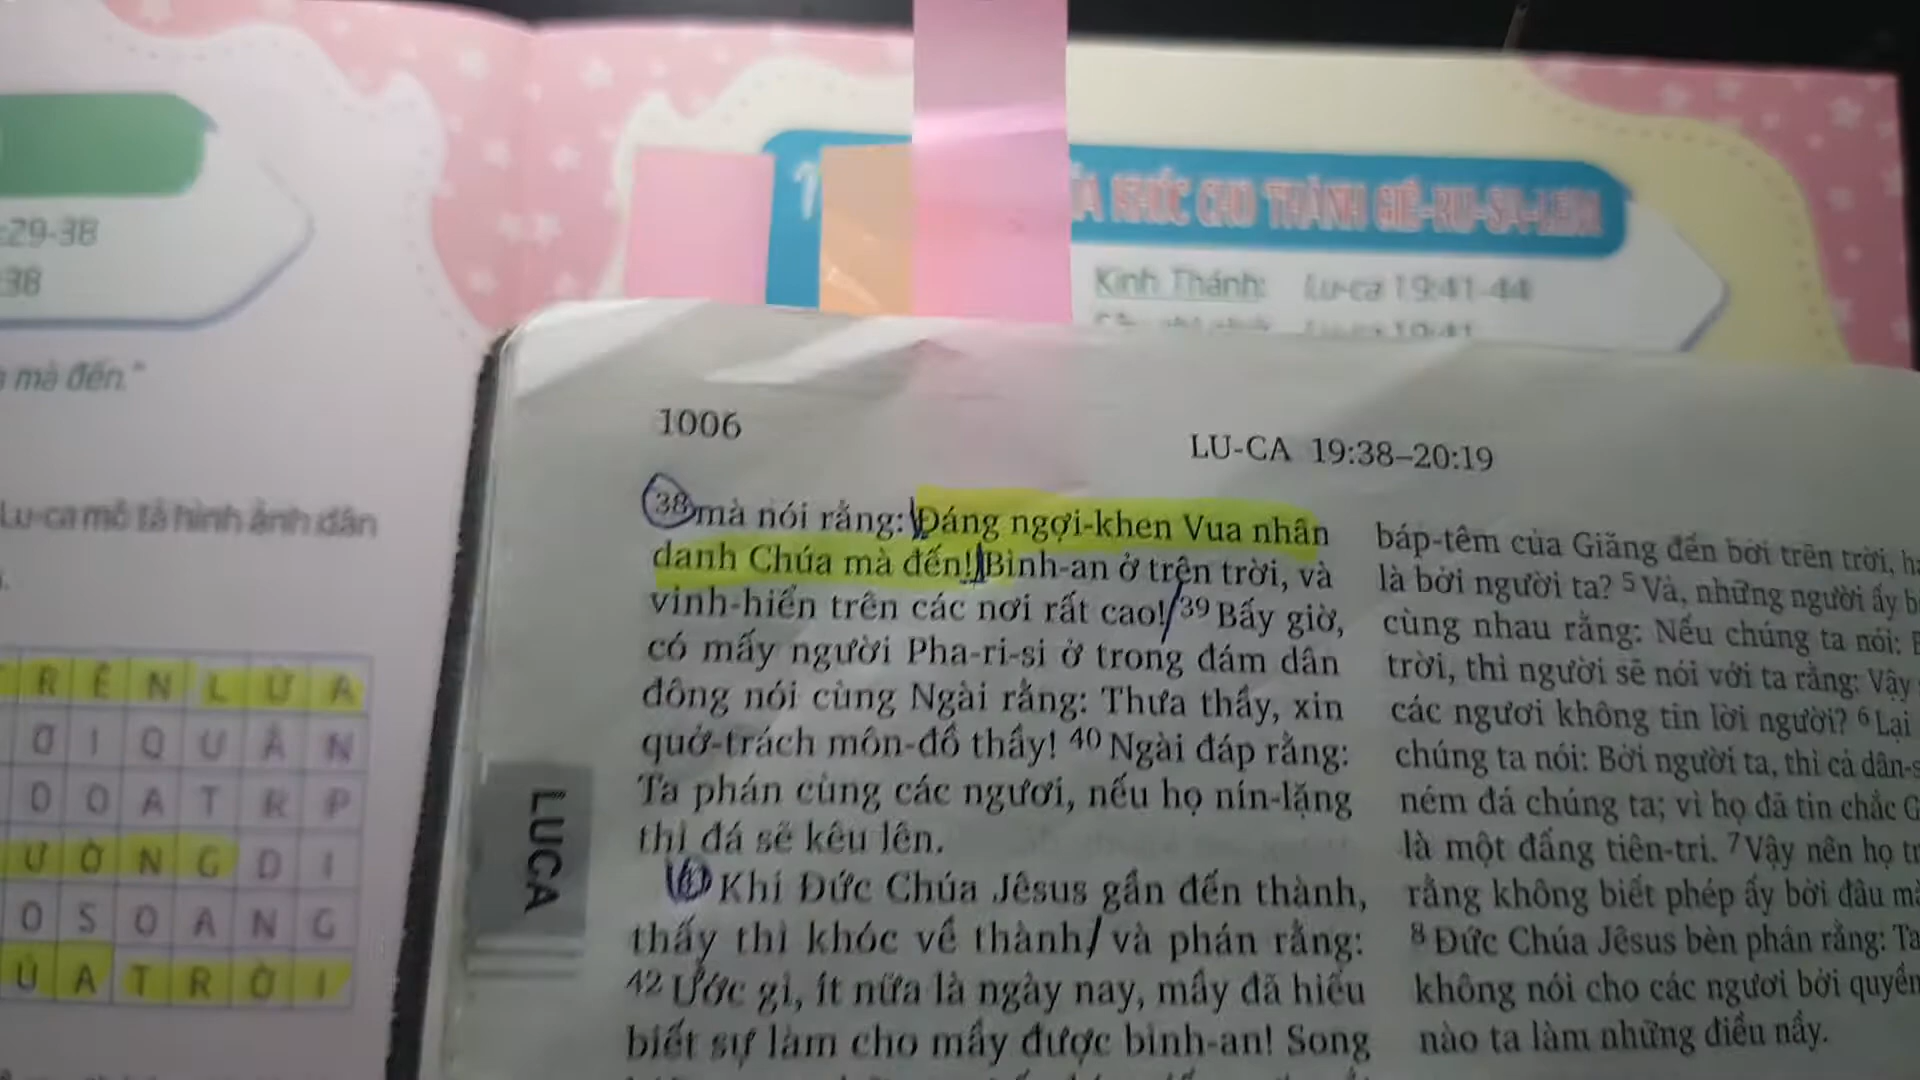 :29-38
:38
mà đến."
Lu-ca mô tả hình ảnh dân
R Ê N L Ừ A
Ơ I Q U Â N
O O A T R P
Ư Ờ N G D I
O S O A N G
U A T R Ờ I
KHÓC CHO THÀNH GIÊ-RU-SA-LEM
Kinh Thánh: Lu-ca 19:41-44
1006
LU-CA 19:38–20:19
LUCA
38 mà nói rằng: Đáng ngợi-khen Vua nhân
danh Chúa mà đến! Bình-an ở trên trời, và
vinh-hiển trên các nơi rất cao! 39 Bấy giờ,
có mấy người Pha-ri-si ở trong đám dân
đông nói cùng Ngài rằng: Thưa thầy, xin
quở-trách môn-đồ thầy! 40 Ngài đáp rằng:
Ta phán cùng các ngươi, nếu họ nín-lặng
thì đá sẽ kêu lên.
Khi Đức Chúa Jêsus gần đến thành,
thấy thì khóc về thành, và phán rằng:
42 Ước gì, ít nữa là ngày nay, mầy đã hiểu
biết sự làm cho mầy được bình-an! Song
báp-têm của Giăng đến bởi trên trời,
là bởi người ta? 5 Vả, những người ấy
cùng nhau rằng: Nếu chúng ta nói:
trời, thì người sẽ nói với ta rằng: Vậy
các ngươi không tin lời người? 6 Lại
chúng ta nói: Bởi người ta, thì cả dân-
ném đá chúng ta; vì họ đã tin chắc
là một đấng tiên-tri. 7 Vậy nên họ
rằng không biết phép ấy bởi đâu
8 Đức Chúa Jêsus bèn phán rằng: Ta
không nói cho các ngươi bởi quyền
nào ta làm những điều nầy.